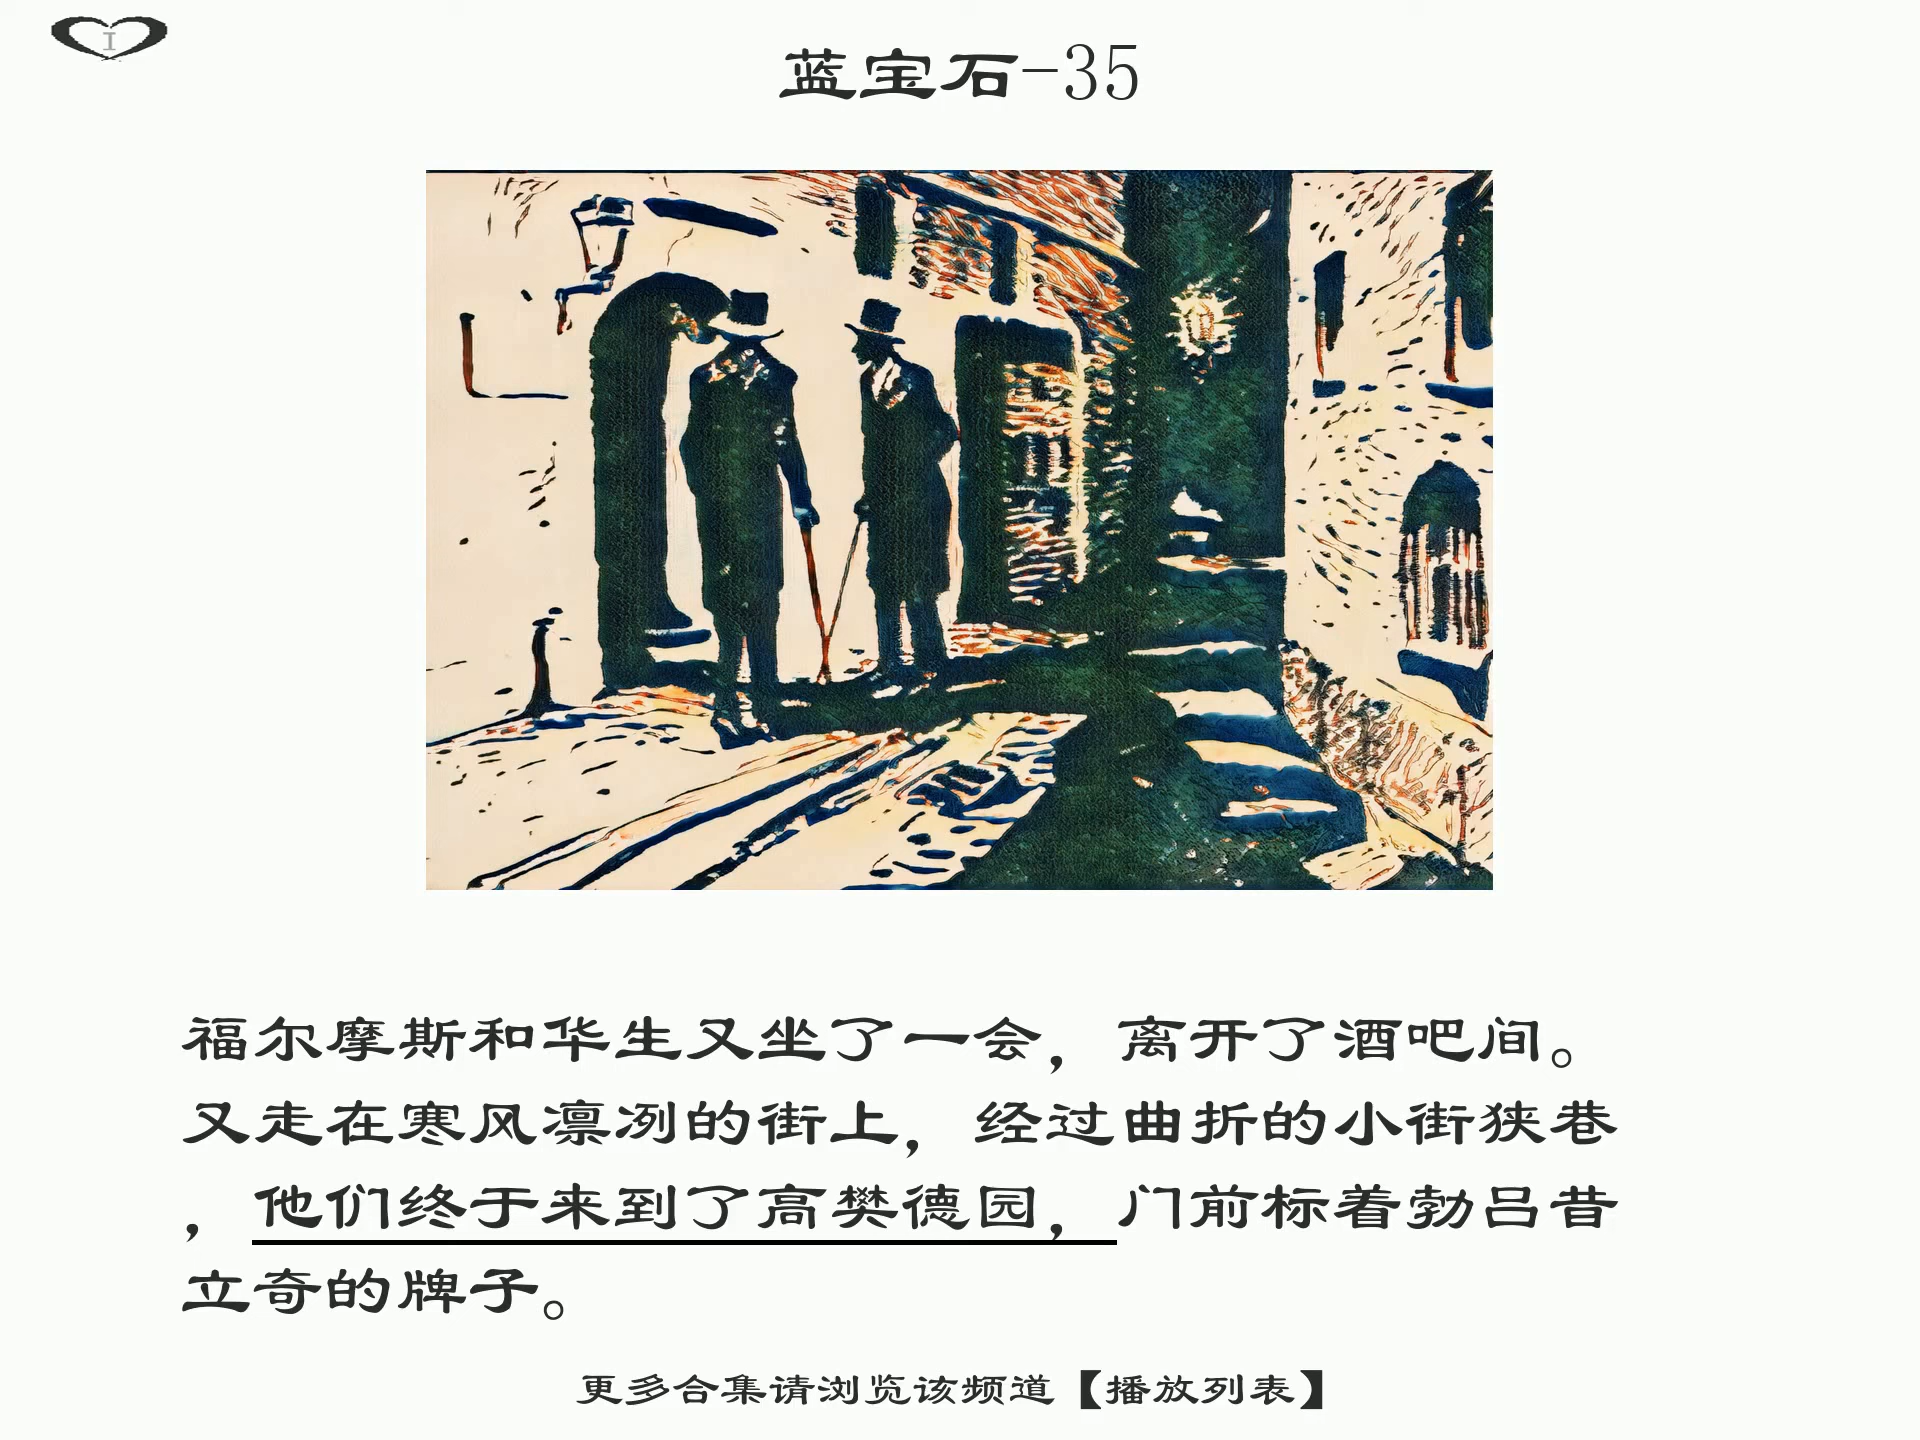 I
蓝宝石-35
福尔摩斯和华生又坐了一会，离开了酒吧间。
又走在寒风凛冽的街上，经过曲折的小街狭巷
，他们终于来到了高樊德园，门前标着勃吕昔
立奇的牌子。
更多合集请浏览该频道【播放列表】